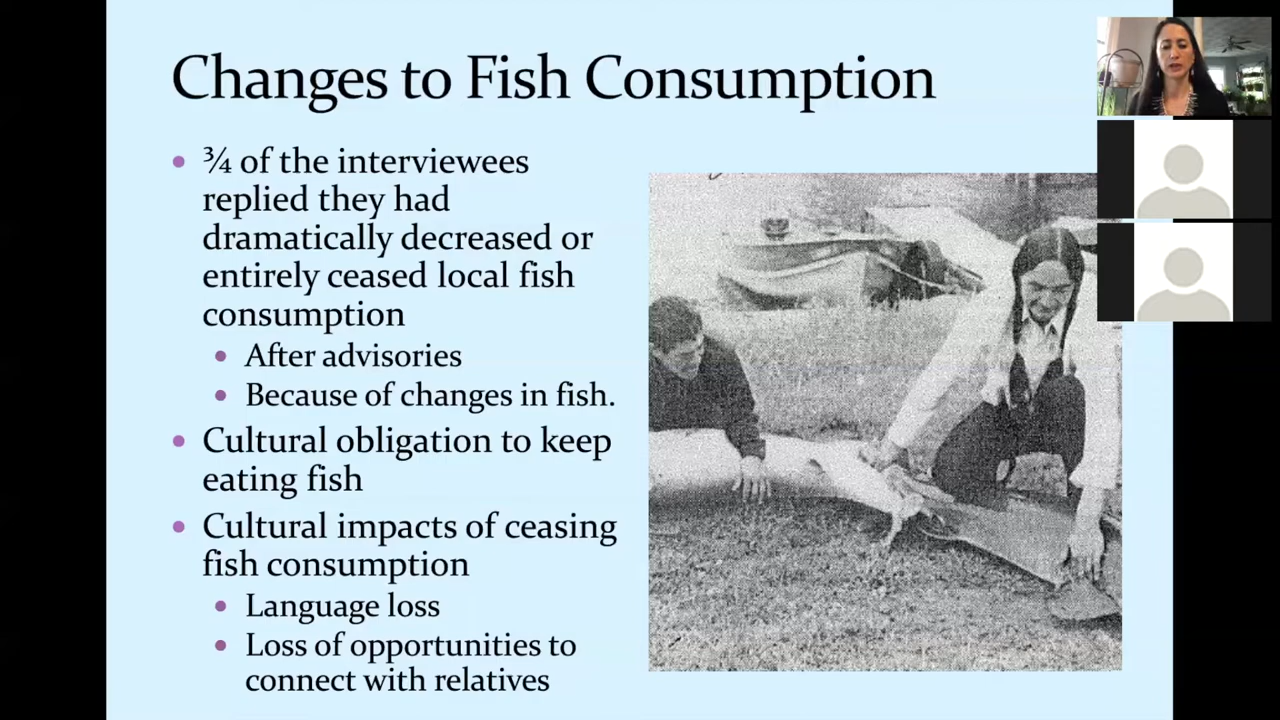 Changes to Fish Consumption
• ¾ of the interviewees
replied they had
dramatically decreased or
entirely ceased local fish
consumption
• After advisories
• Because of changes in fish.
• Cultural obligation to keep
eating fish
• Cultural impacts of ceasing
fish consumption
• Language loss
• Loss of opportunities to
connect with relatives